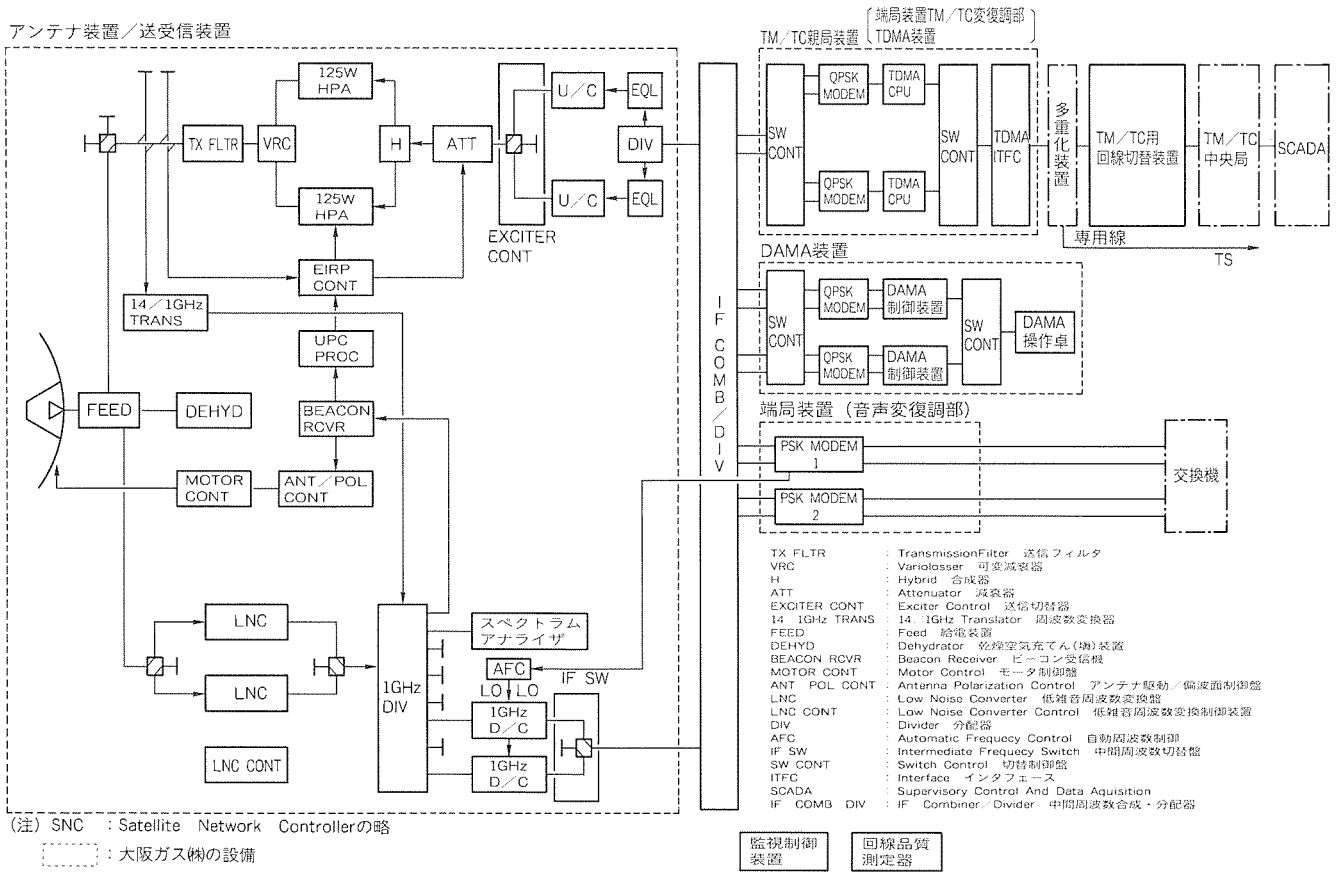 アンテナ装置／送受信装置
125W
HPA
TX FLTR
VRC
H
ATT
125W
HPA
U/C
EQL
DIV
U/C
EQL
EXCITER
CONT
EIRP
CONT
14／1GHz
TRANS
UPC
PROC
FEED
DEHYD
BEACON
RCVR
MOTOR
CONT
ANT／POL
CONT
LNC
LNC
LNC CONT
1GHz
DIV
スペクトラム
アナライザ
AFC
LO
LO
IF SW
1GHz
D／C
1GHz
D／C
IF COMB／DIV
TM／TC親局装置
端局装置TM／TC変復調部
TDMA装置
SW
CONT
QPSK
MODEM
TDMA
CPU
QPSK
MODEM
TDMA
CPU
SW
CONT
TDMA
ITFC
多重化装置
TM／TC用
回線切替装置
TM／TC
中央局
SCADA
専用線
TS
DAMA装置
SW
CONT
QPSK
MODEM
DAMA
制御装置
QPSK
MODEM
DAMA
制御装置
SW
CONT
DAMA
操作卓
端局装置（音声変復調部）
PSK MODEM
1
PSK MODEM
2
交換機
TX FLTR : TransmissionFilter 送信フィルタ
VRC : Variolosser 可変減衰器
H : Hybrid 合成器
ATT : Attenuator 減衰器
EXCITER CONT : Exciter Control 送信切替器
14 1GHz TRANS : 14. 1GHz Translator 周波数変換器
FEED : Feed 給電装置
DEHYD : Dehydrator 乾燥空気充てん(塡)装置
BEACON RCVR : Beacon Receiver ビーコン受信機
MOTOR CONT : Motor Control モータ制御盤
ANT POL CONT : Antenna Polarization Control アンテナ駆動／偏波面制御盤
LNC : Low Noise Converter 低雑音周波数変換盤
LNC CONT : Low Noise Converter Control 低雑音周波数変換制御装置
DIV : Divider 分配器
AFC : Automatic Frequecy Control 自動周波数制御
IF SW : Intermediate Frequecy Switch 中間周波数切替盤
SW CONT : Switch Control 切替制御盤
ITFC : Interface インタフェース
SCADA : Supervisory Control And Data Aquisition
IF COMB DIV : IF Combiner／Divider 中間周波数合成・分配器
(注) SNC : Satellite Network Controllerの略
: 大阪ガス㈱の設備
監視制御
装置
回線品質
測定器